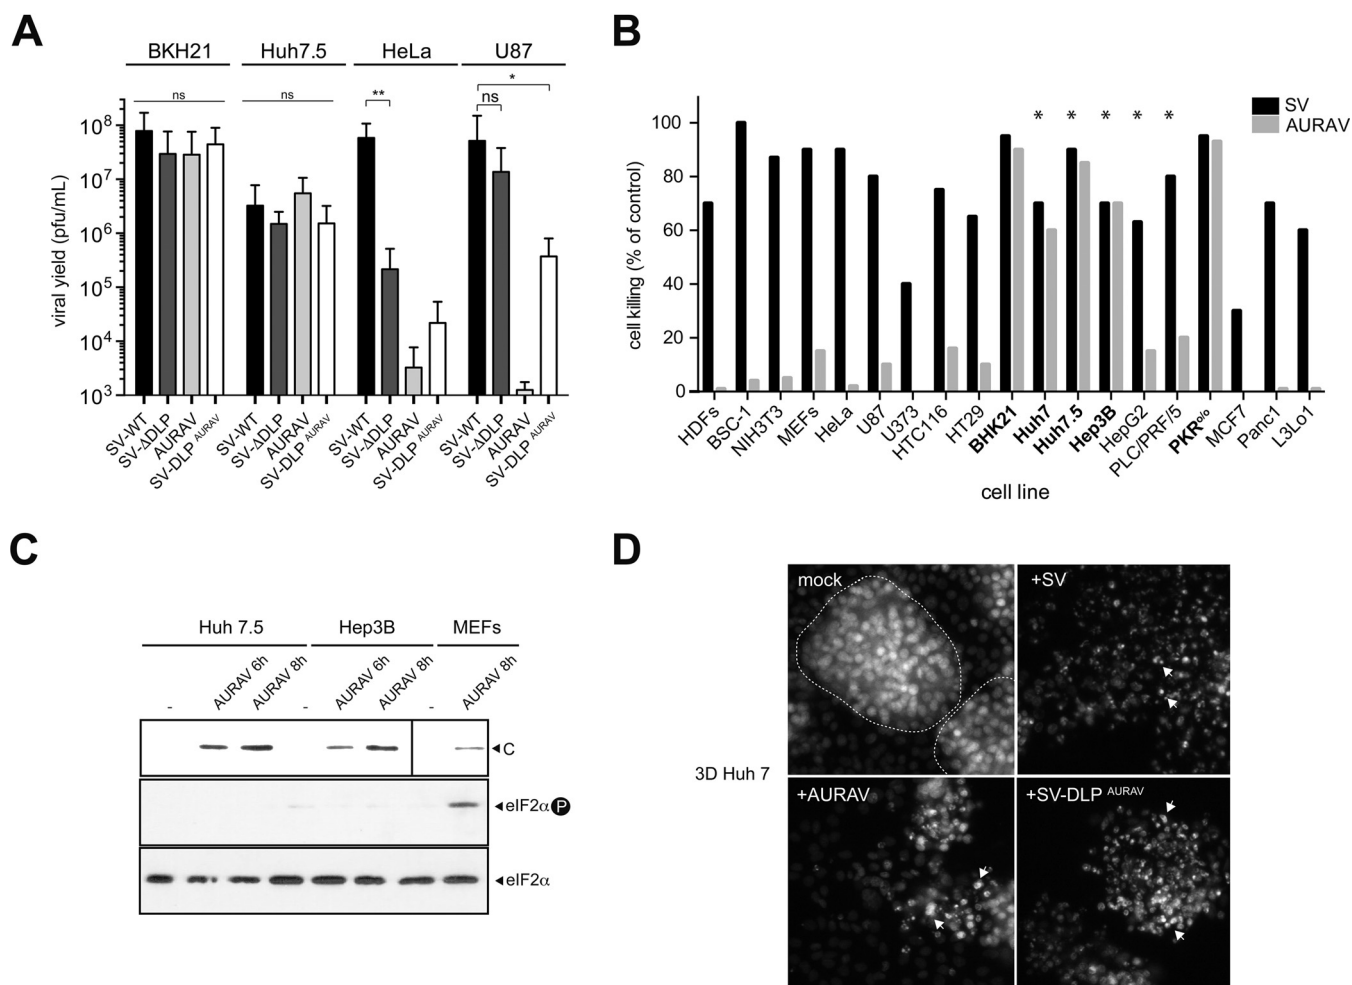 A
BKH21 Huh7.5 HeLa U87
ns ns ** ns *
viral yield (pfu/mL)
10⁸
10⁷
10⁶
10⁵
10⁴
10³
SV-WT SV-ΔDLP AURAV SV-DLP AURAV SV-WT SV-ΔDLP AURAV SV-DLP AURAV SV-WT SV-ΔDLP AURAV SV-DLP AURAV SV-WT SV-ΔDLP AURAV SV-DLP AURAV
B
SV
AURAV
* * * * *
cell killing (% of control)
100
80
60
40
20
0
HDFs BSC-1 NIH3T3 MEFs HeLa U87 U373 HTC116 HT29 BHK21 Huh7 Huh7.5 Hep3B HepG2 PLC/PRF/5 PKRo/o MCF7 Panc1 L3Lo1
cell line
C
Huh 7.5 Hep3B MEFs
- AURAV 6h AURAV 8h - AURAV 6h AURAV 8h - AURAV 8h
C
eIF2α P
eIF2α
D
3D Huh 7
mock
+SV
+AURAV
+SV-DLP AURAV